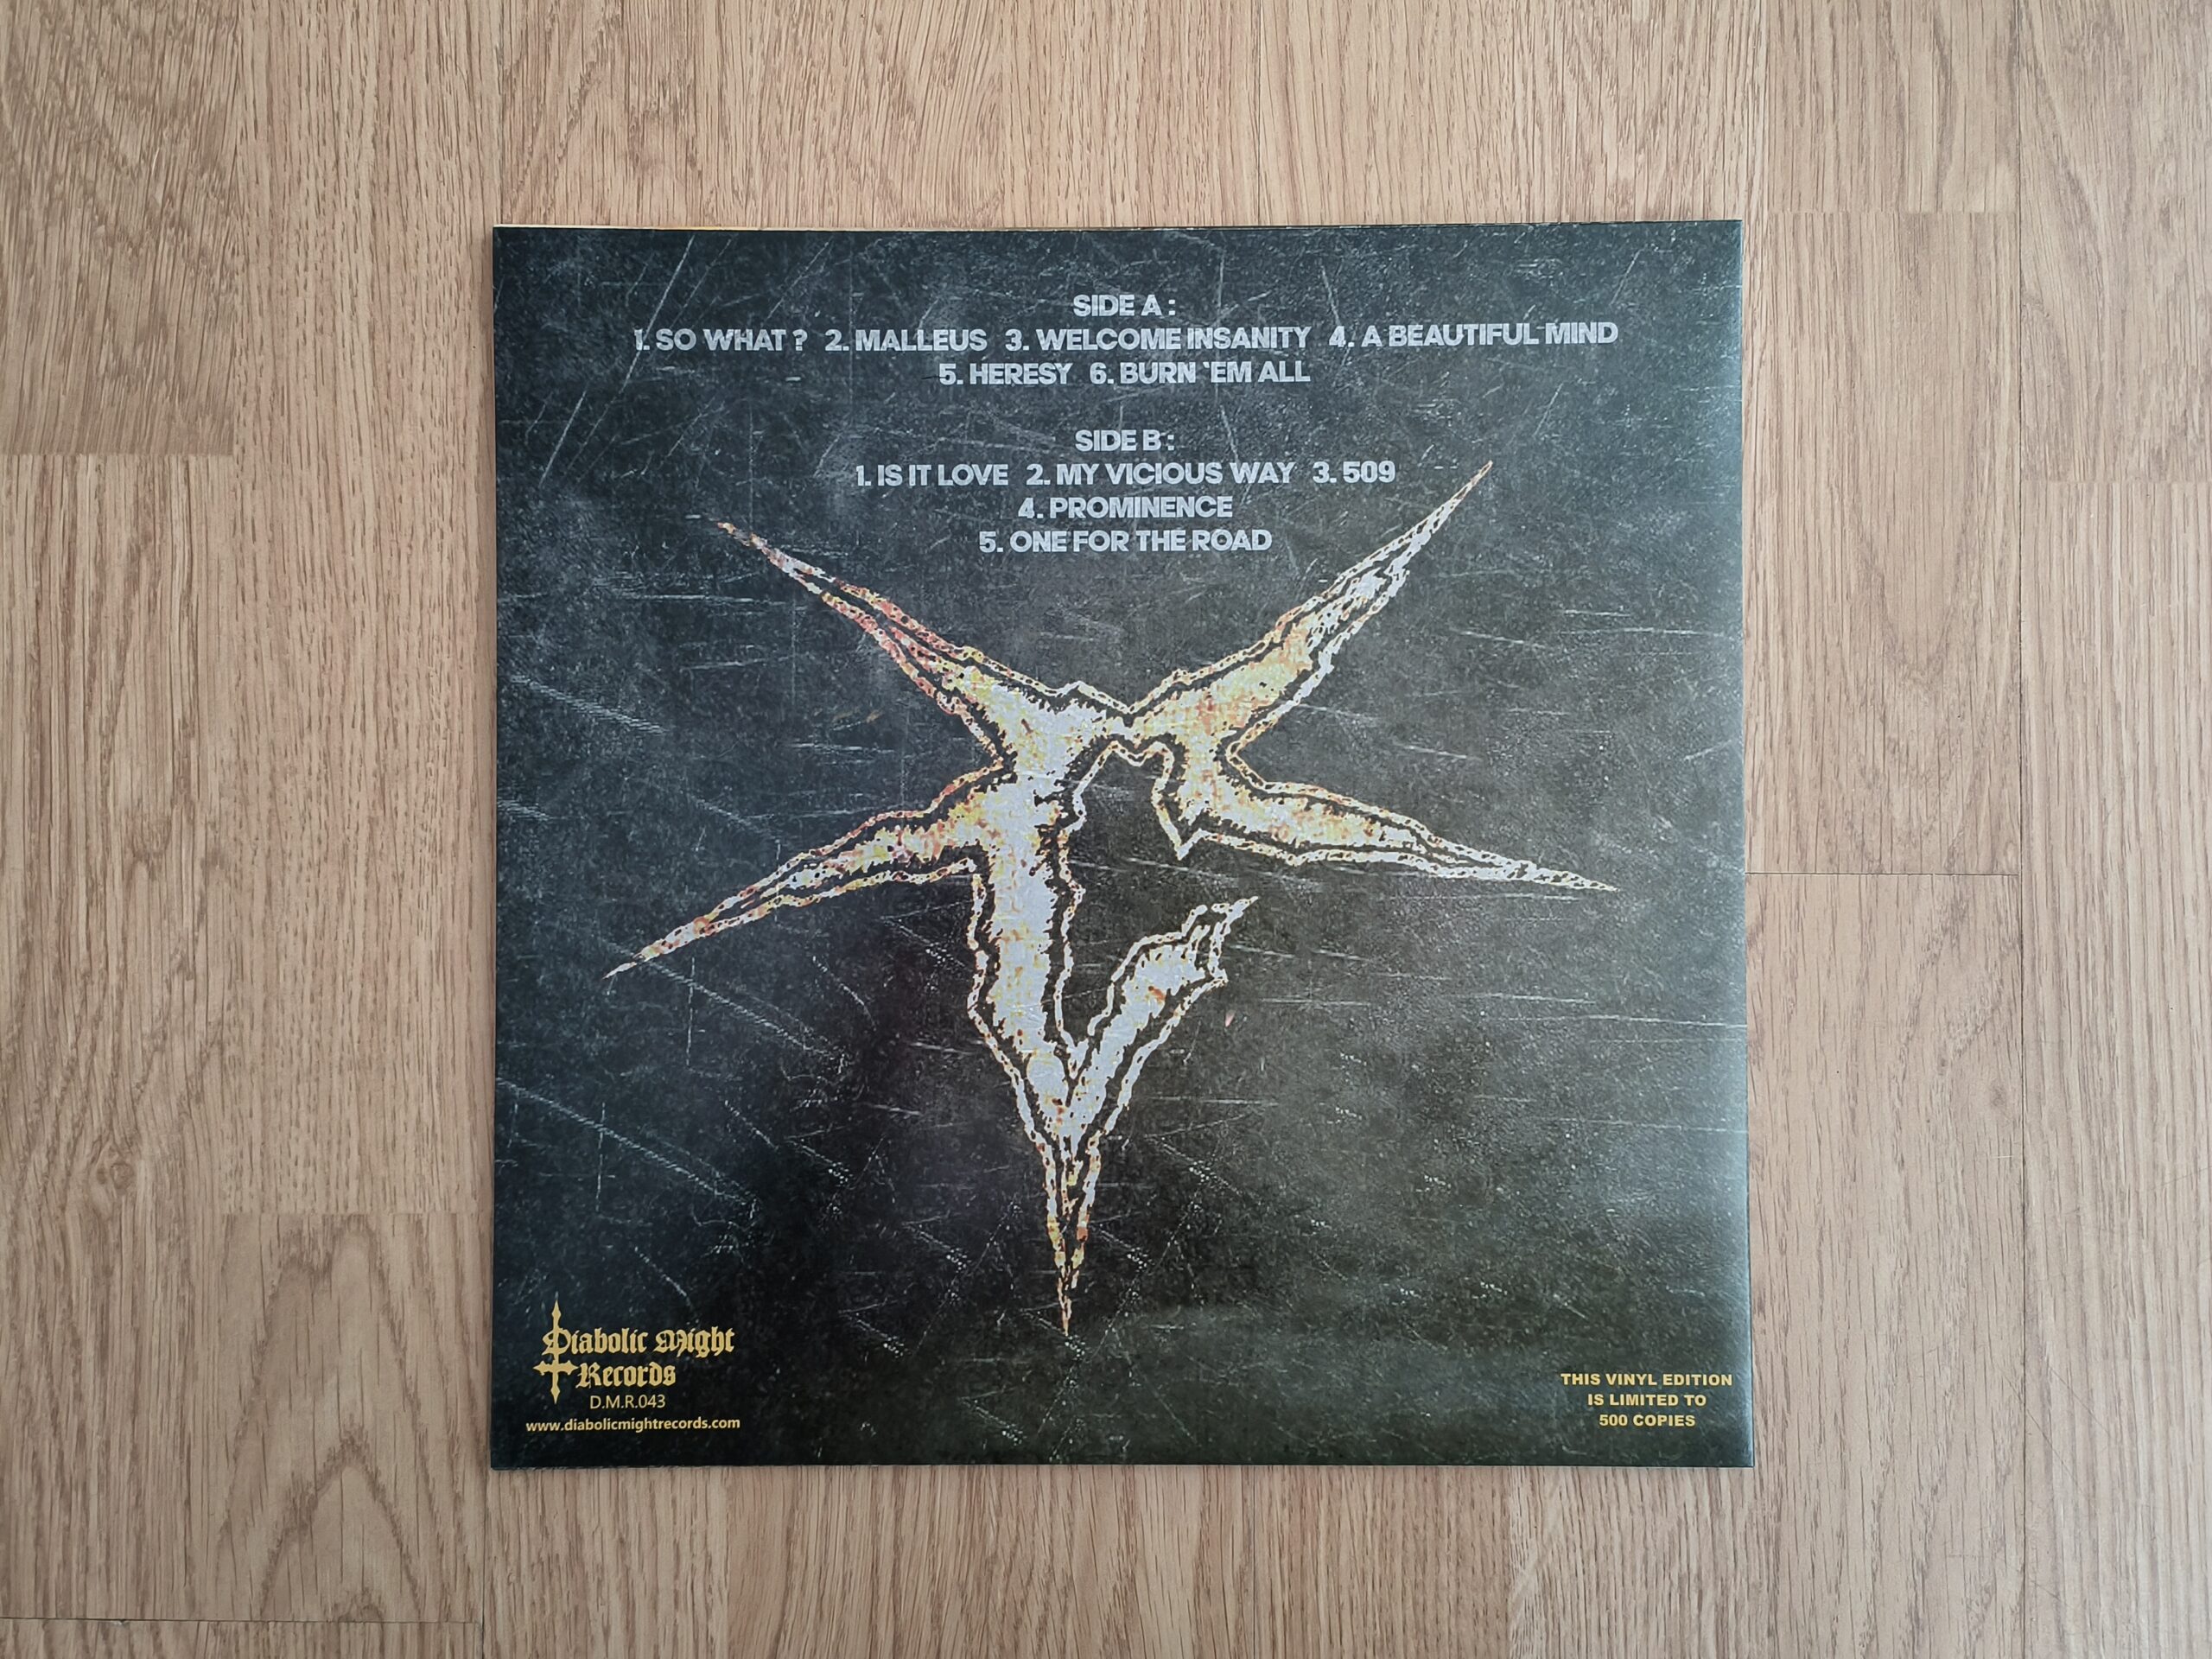 SIDE A :
1. SO WHAT ? 2. MALLEUS 3. WELCOME INSANITY 4. A BEAUTIFUL MIND
5. HERESY 6. BURN 'EM ALL
SIDE B :
1. IS IT LOVE 2. MY VICIOUS WAY 3. 509
4. PROMINENCE
5. ONE FOR THE ROAD
Diabolic Might
Records
D.M.R.043
www.diabolicmightrecords.com
THIS VINYL EDITION
IS LIMITED TO
500 COPIES